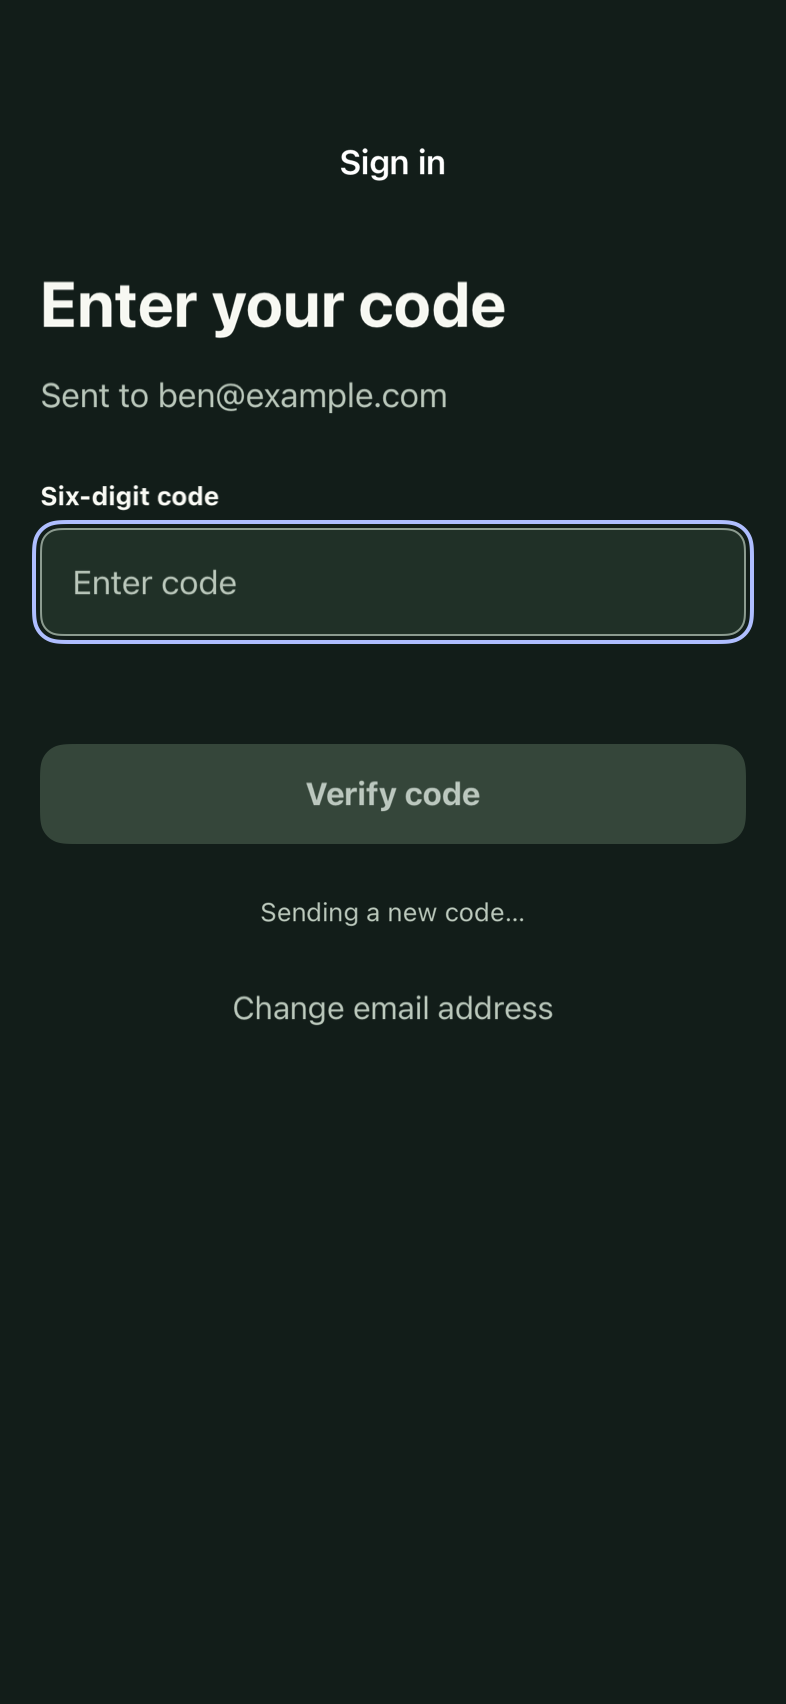 Sign in
Enter your code
Sent to ben@example.com
Six-digit code
Enter code
Verify code
Sending a new code...
Change email address